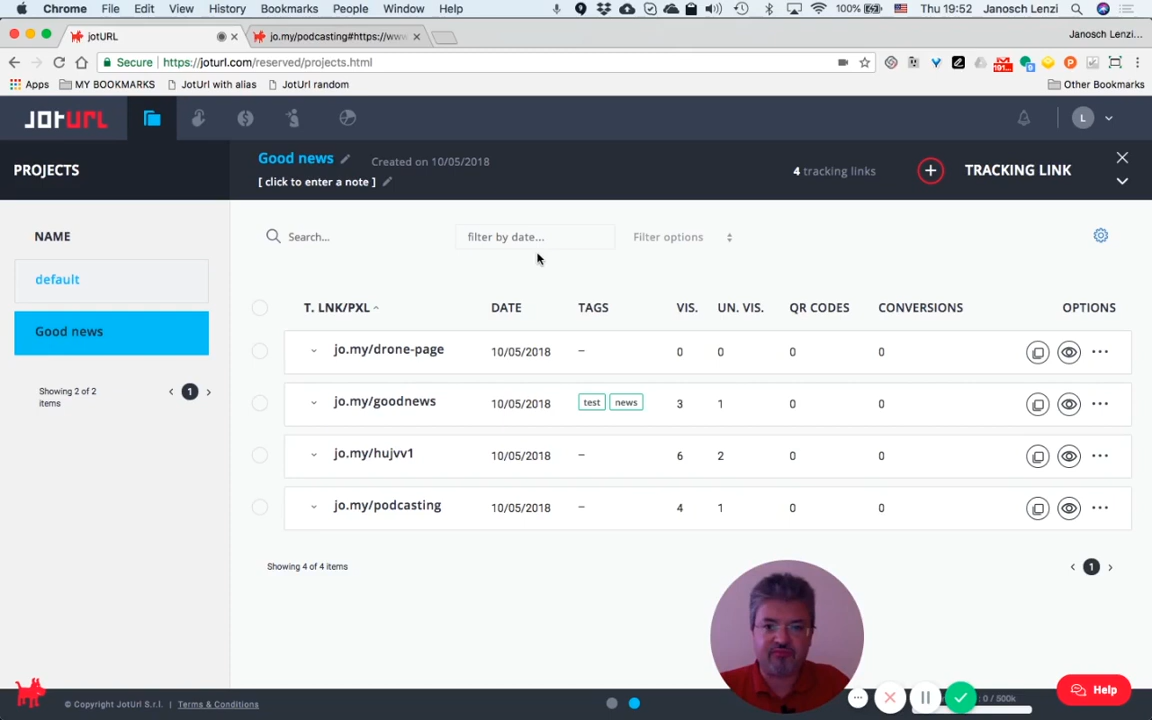 Chrome File Edit View History Bookmarks People Window Help 100% Thu 19:52 Janosch Lenzi
jotURL jo.my/podcasting#https://www Janosch Lenzi...
Secure https://joturl.com/reserved/projects.html
Apps MY BOOKMARKS JotUrl with alias JotUrl random Other Bookmarks
JOTURL L
PROJECTS Good news Created on 10/05/2018 4 tracking links + TRACKING LINK
[ click to enter a note ]
NAME Search... filter by date... Filter options
default
T. LNK/PXL DATE TAGS VIS. UN. VIS. QR CODES CONVERSIONS OPTIONS
Good news
jo.my/drone-page 10/05/2018 – 0 0 0 0 ...
jo.my/goodnews 10/05/2018 test news 3 1 0 0 ...
jo.my/hujvv1 10/05/2018 – 6 2 0 0 ...
jo.my/podcasting 10/05/2018 – 4 1 0 0 ...
Showing 2 of 2 items < 1 >
Showing 4 of 4 items < 1 >
© Copyright JotUrl S.r.l. | Terms & Conditions 0 / 500k Help